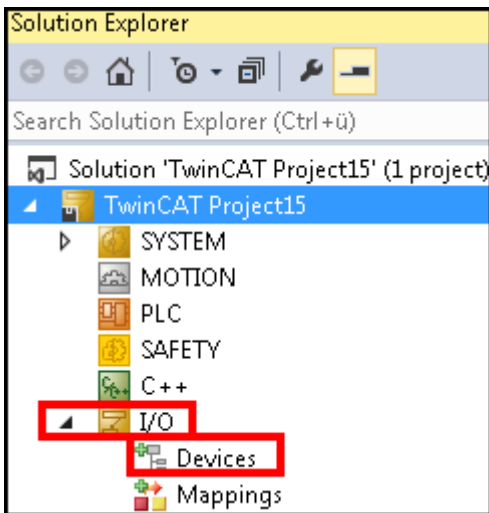 Solution Explorer
Search Solution Explorer (Ctrl+ü)
Solution 'TwinCAT Project15' (1 project)
TwinCAT Project15
SYSTEM
MOTION
PLC
SAFETY
C++
I/O
Devices
Mappings